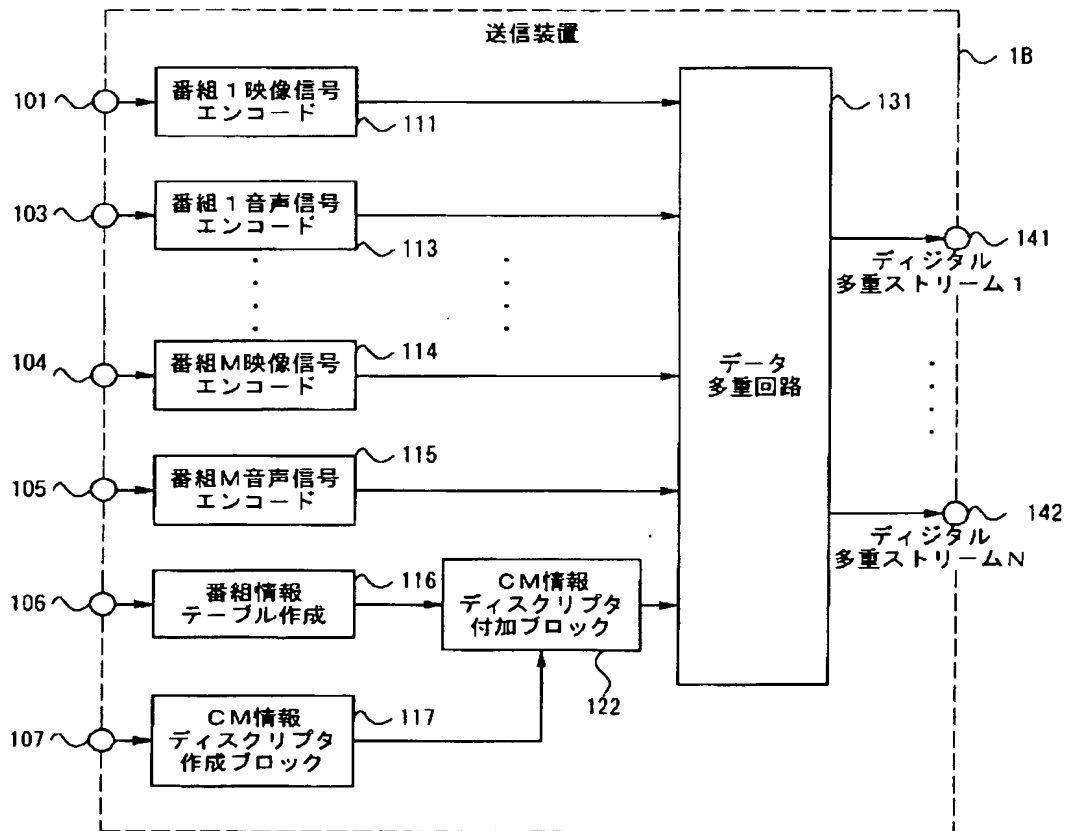 送信装置
1B
101
番組1映像信号
エンコード
111
131
103
番組1音声信号
エンコード
113
141
ディジタル
多重ストリーム1
104
番組M映像信号
エンコード
114
データ
多重回路
105
番組M音声信号
エンコード
115
142
ディジタル
多重ストリームN
106
番組情報
テーブル作成
116
CM情報
ディスクリプタ
付加ブロック
122
107
CM情報
ディスクリプタ
作成ブロック
117